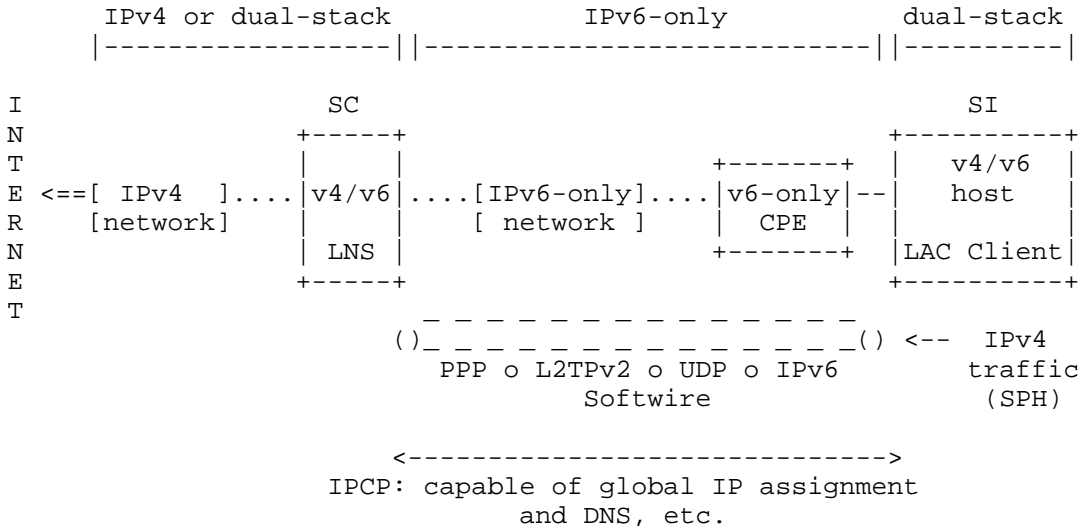 IPv4 or dual-stack IPv6-only dual-stack
|------------------||----------------------------||----------|
I SC SI
N +-----+ +----------+
T | | +-------+ | v4/v6 |
E <==[ IPv4 ]....|v4/v6|....[IPv6-only]....|v6-only|--| host |
R [network] | | [ network ] | CPE | | |
N | LNS | +-------+ |LAC Client|
E +-----+ +----------+
T _ _ _ _ _ _ _ _ _ _ _ _ _ _
()_ _ _ _ _ _ _ _ _ _ _ _ _ _() <-- IPv4
PPP o L2TPv2 o UDP o IPv6 traffic
Softwire (SPH)
<------------------------------>
IPCP: capable of global IP assignment
and DNS, etc.